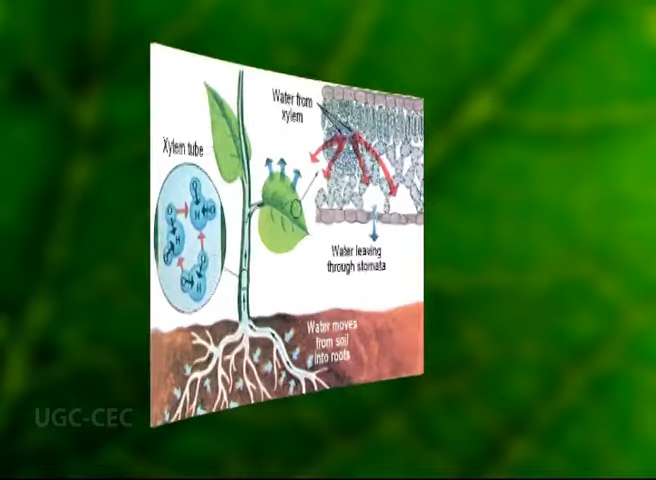 Water from
xylem
Xylem tube
Water leaving
through stomata
Water moves
from soil
into roots
UGC-CEC